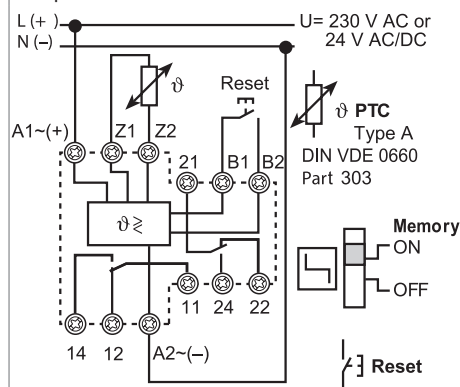 L (+)
U= 230 V AC or
24 V AC/DC
N (–)
Reset
ϑ
ϑ PTC
Type A
DIN VDE 0660
Part 303
A1~(+)
Z1
Z2
21
B1
B2
ϑ≥
Memory
ON
OFF
11
24
22
14
12
A2~(–)
Reset